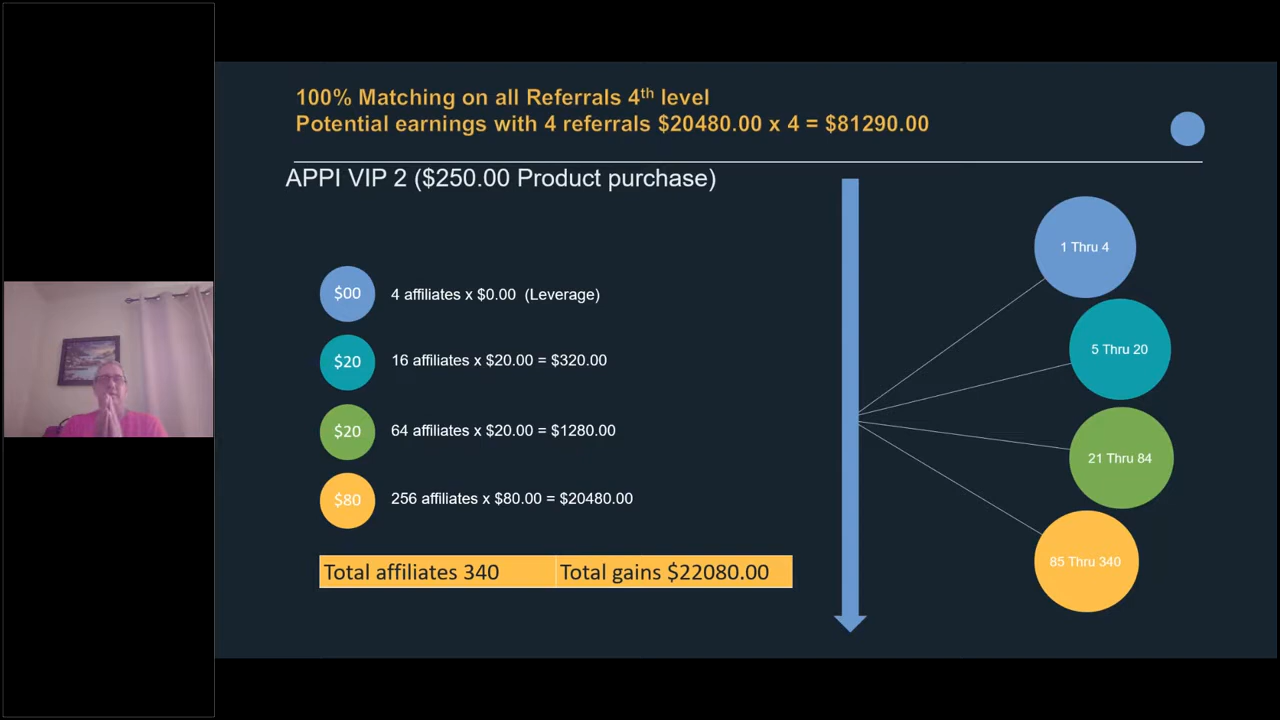 100% Matching on all Referrals 4th level
Potential earnings with 4 referrals $20480.00 x 4 = $81290.00
APPI VIP 2 ($250.00 Product purchase)
$00
4 affiliates x $0.00 (Leverage)
$20
16 affiliates x $20.00 = $320.00
$20
64 affiliates x $20.00 = $1280.00
$80
256 affiliates x $80.00 = $20480.00
Total affiliates 340
Total gains $22080.00
1 Thru 4
5 Thru 20
21 Thru 84
85 Thru 340